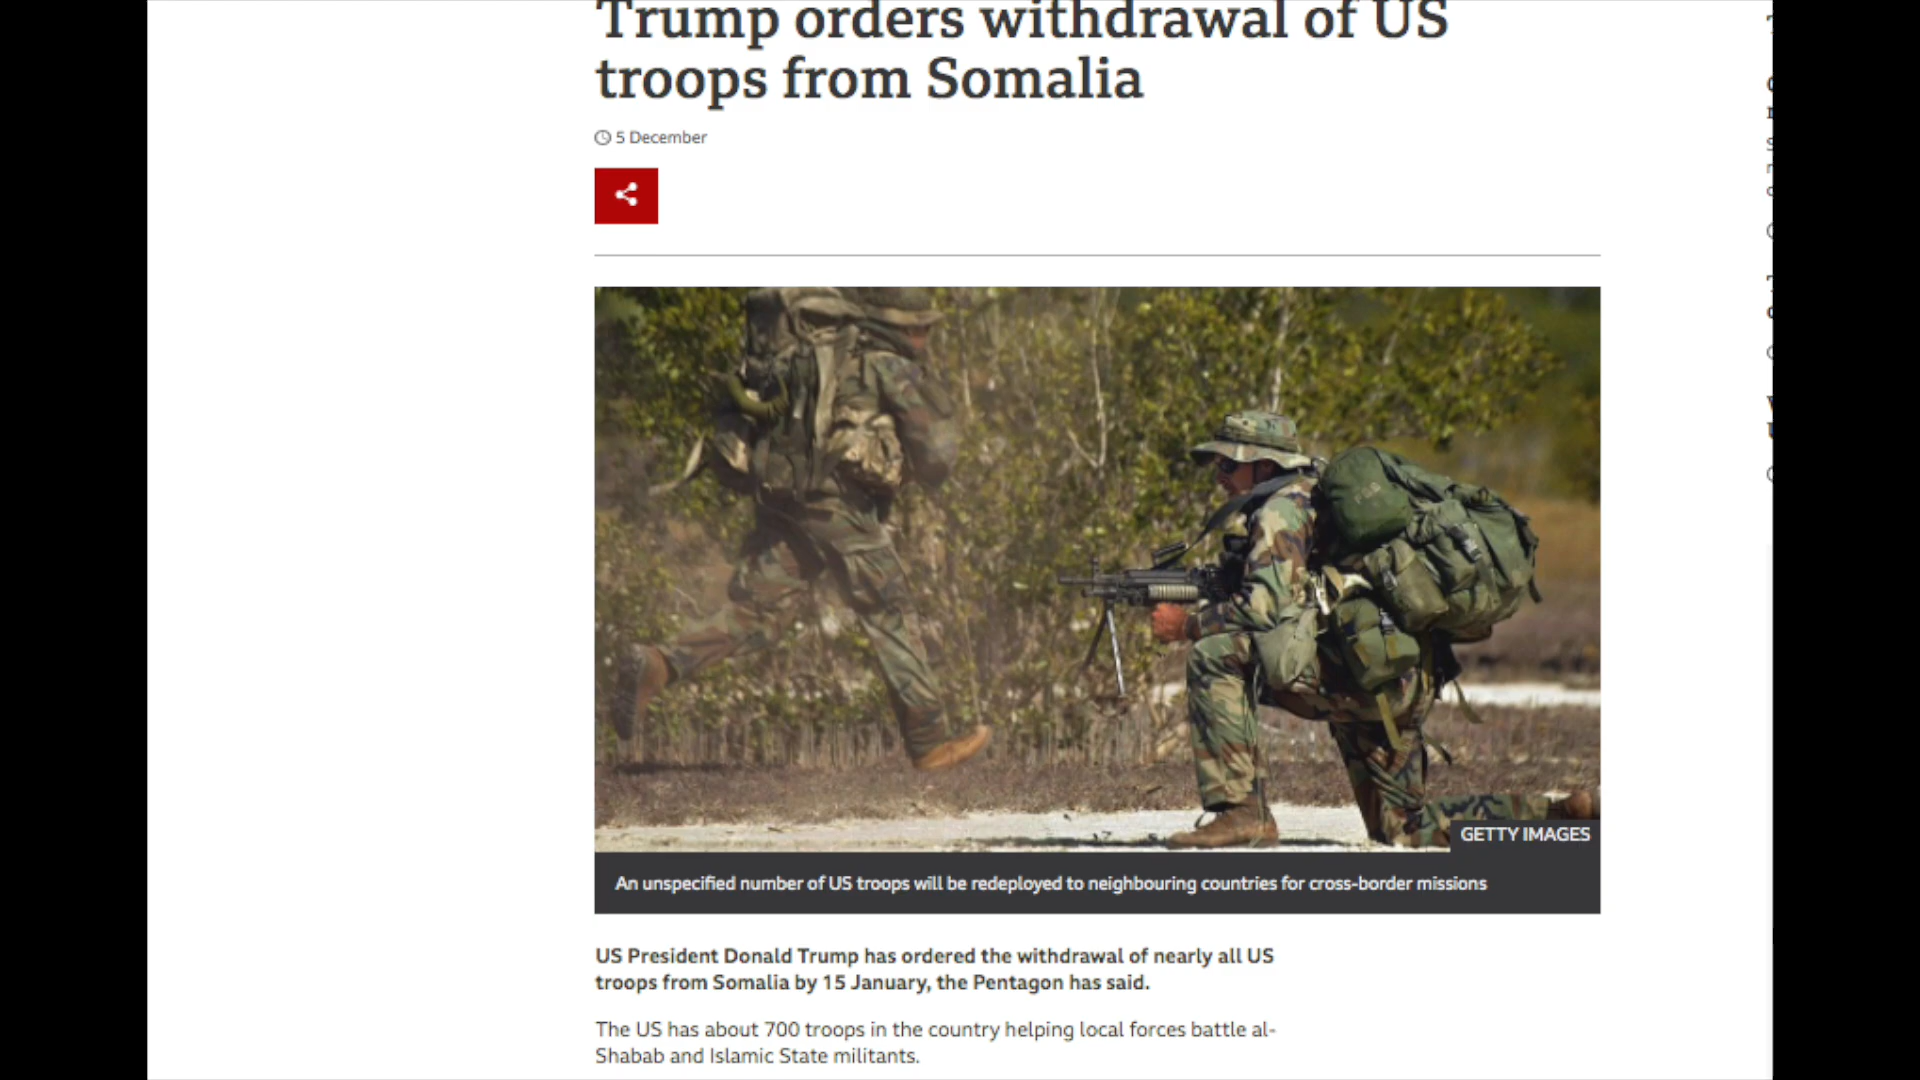 Trump orders withdrawal of US
troops from Somalia
5 December
GETTY IMAGES
An unspecified number of US troops will be redeployed to neighbouring countries for cross-border missions
US President Donald Trump has ordered the withdrawal of nearly all US
troops from Somalia by 15 January, the Pentagon has said.
The US has about 700 troops in the country helping local forces battle al-
Shabab and Islamic State militants.